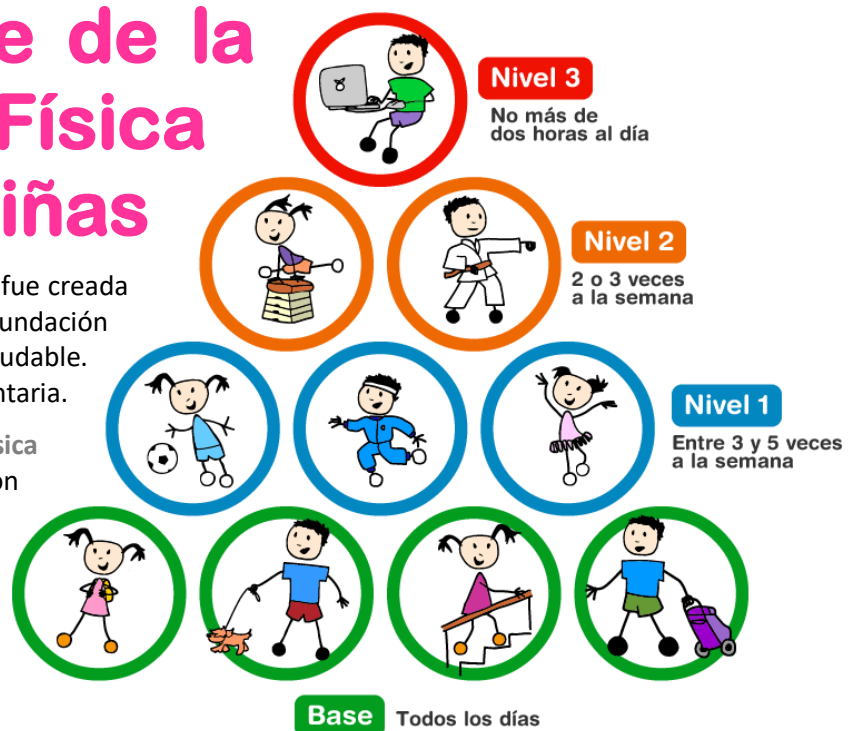 e de la
Física
iñas
fue creada
undación
udable.
ntaria.
sica
on
Nivel 3
No más de
dos horas al día
Nivel 2
2 o 3 veces
a la semana
Nivel 1
Entre 3 y 5 veces
a la semana
Base Todos los días